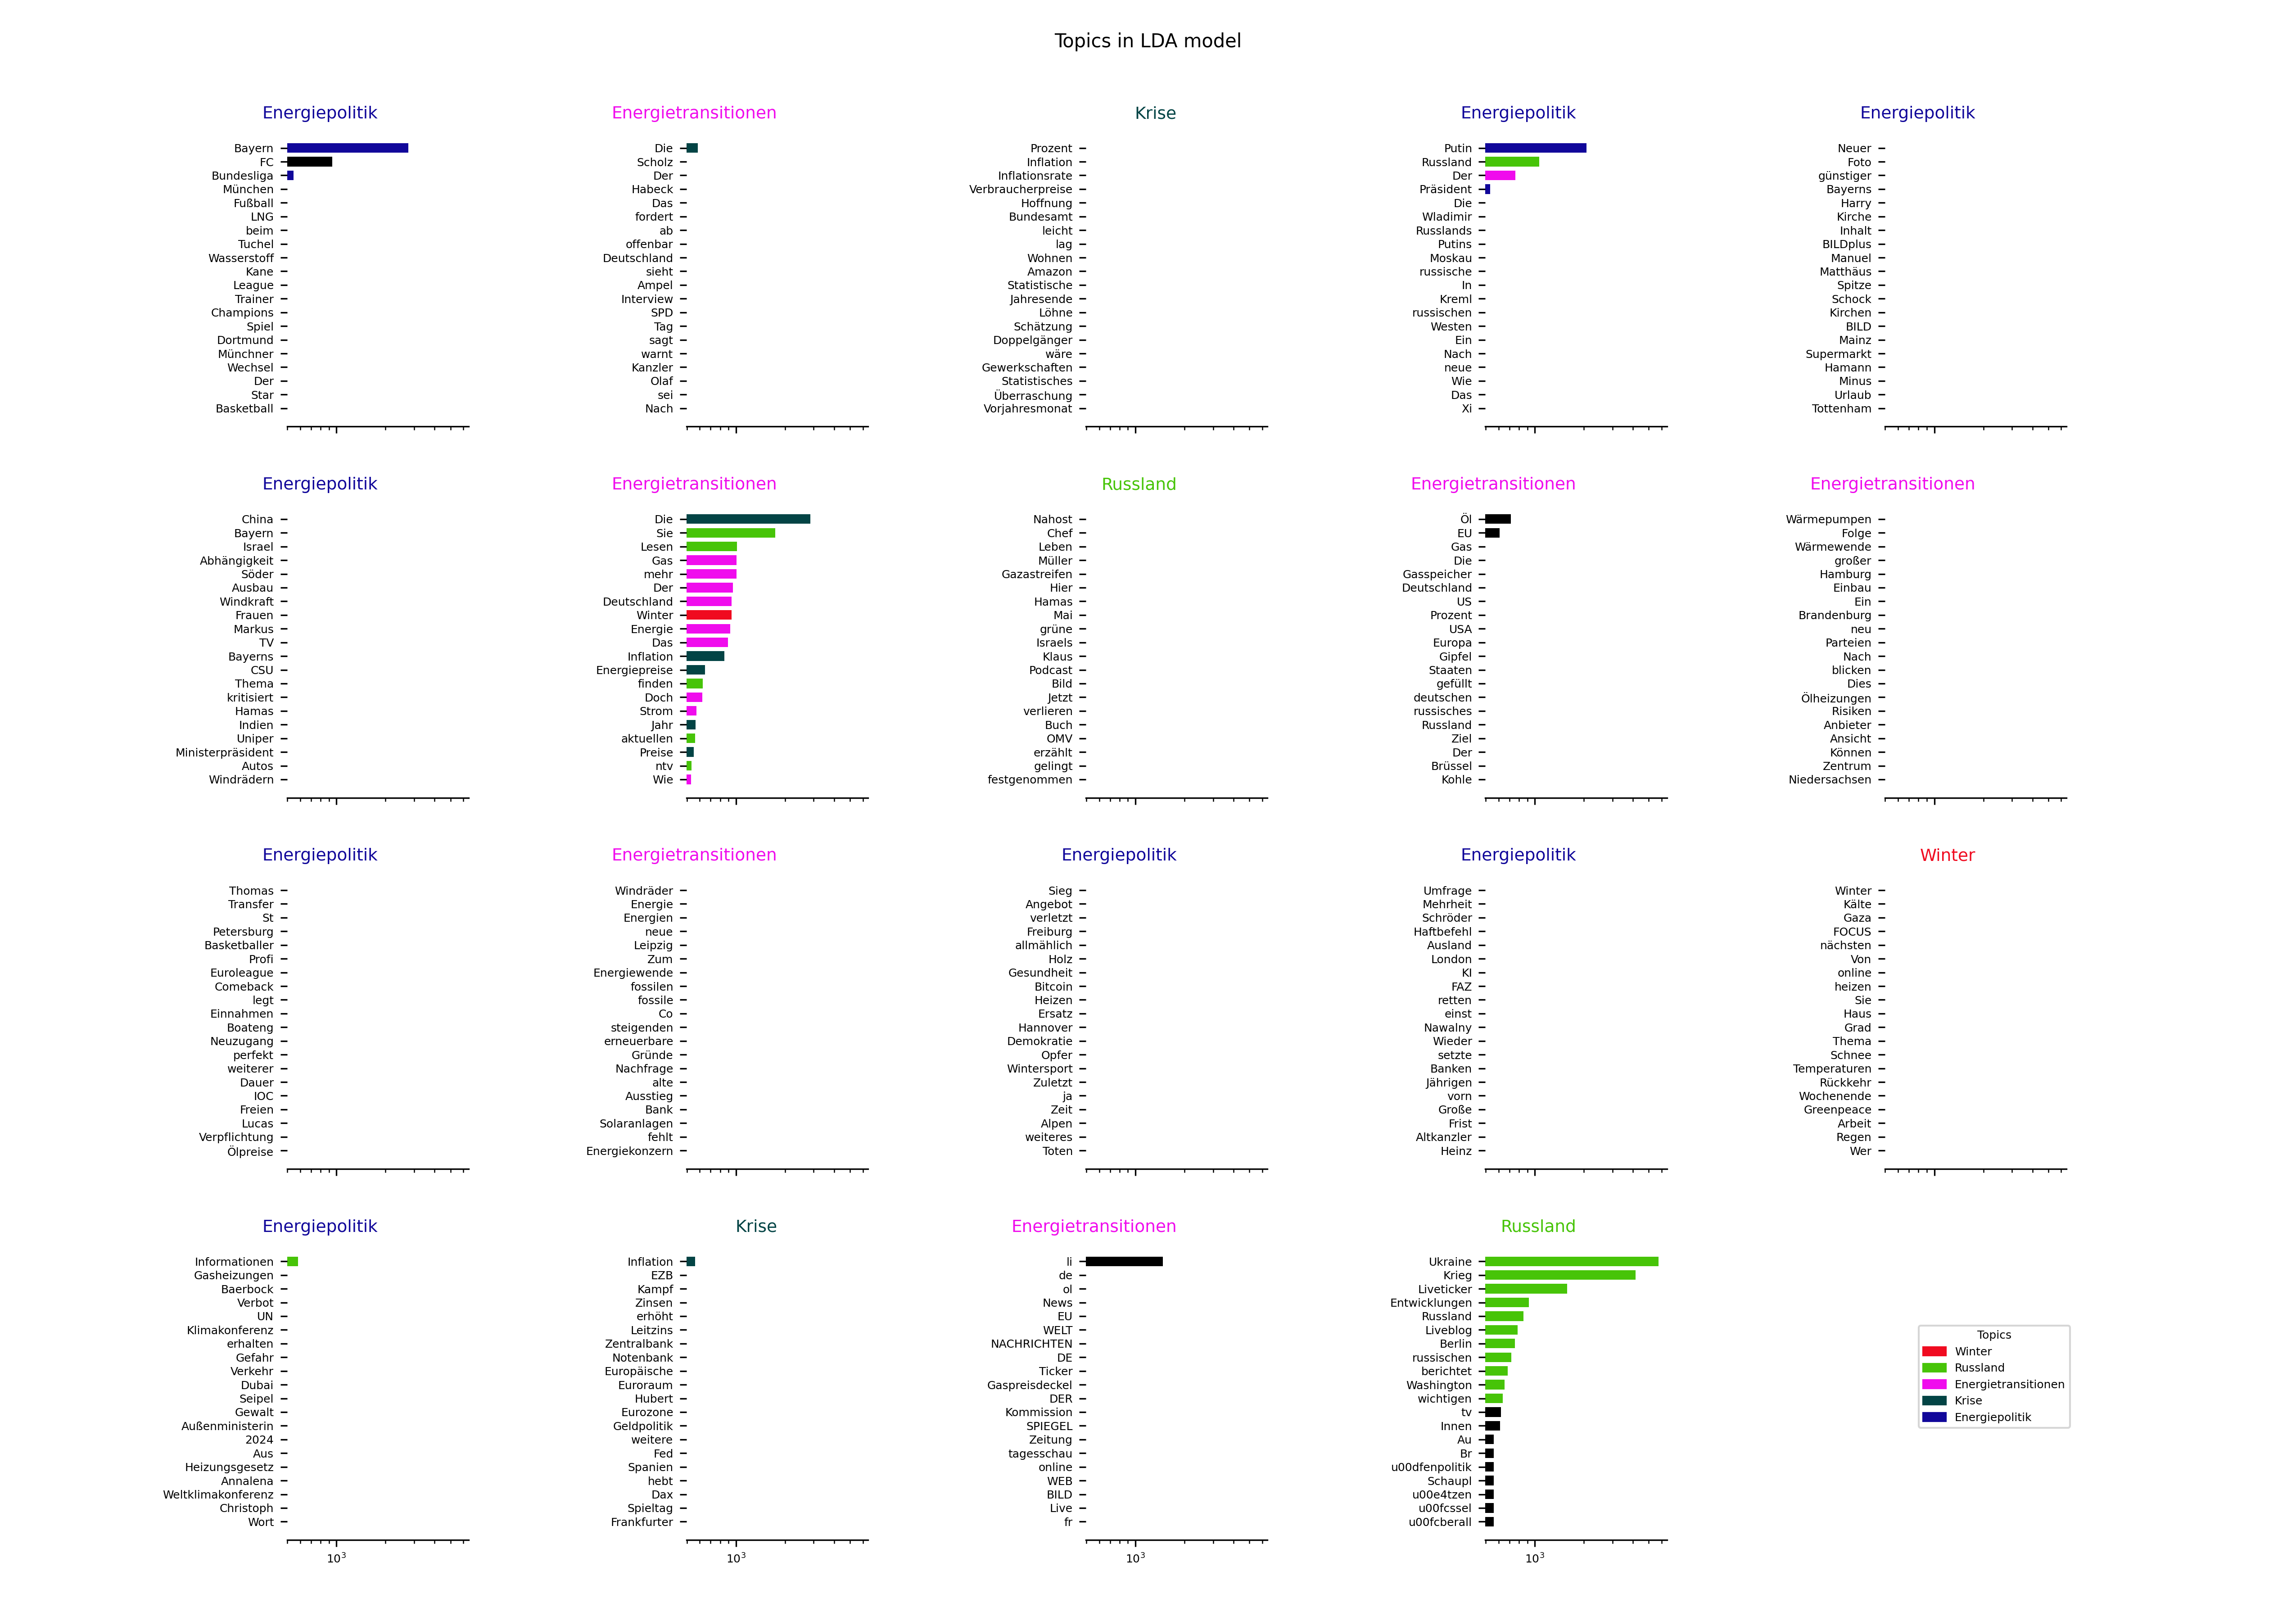 Topics in LDA model
Energiepolitik
Bayern
FC
Bundesliga
München
Fußball
LNG
beim
Tuchel
Wasserstoff
Kane
League
Trainer
Champions
Spiel
Dortmund
Münchner
Wechsel
Der
Star
Basketball
Energietransitionen
Die
Scholz
Der
Habeck
Das
fordert
ab
offenbar
Deutschland
sieht
Ampel
Interview
SPD
Tag
sagt
warnt
Kanzler
Olaf
sei
Nach
Krise
Prozent
Inflation
Inflationsrate
Verbraucherpreise
Hoffnung
Bundesamt
leicht
lag
Wohnen
Amazon
Statistische
Jahresende
Löhne
Schätzung
Doppelgänger
wäre
Gewerkschaften
Statistisches
Überraschung
Vorjahresmonat
Energiepolitik
Putin
Russland
Der
Präsident
Die
Wladimir
Russlands
Putins
Moskau
russische
In
Kreml
russischen
Westen
Ein
Nach
neue
Wie
Das
Xi
Energiepolitik
Neuer
Foto
günstiger
Bayerns
Harry
Kirche
Inhalt
BILDplus
Manuel
Matthäus
Spitze
Schock
Kirchen
BILD
Mainz
Supermarkt
Hamann
Minus
Urlaub
Tottenham
Energiepolitik
China
Bayern
Israel
Abhängigkeit
Söder
Ausbau
Windkraft
Frauen
Markus
TV
Bayerns
CSU
Thema
kritisiert
Hamas
Indien
Uniper
Ministerpräsident
Autos
Windrädern
Energietransitionen
Die
Sie
Lesen
Gas
mehr
Der
Deutschland
Winter
Energie
Das
Inflation
Energiepreise
finden
Doch
Strom
Jahr
aktuellen
Preise
ntv
Wie
Russland
Nahost
Chef
Leben
Müller
Gazastreifen
Hier
Hamas
Mai
grüne
Israels
Klaus
Podcast
Bild
Jetzt
verlieren
Buch
OMV
erzählt
gelingt
festgenommen
Energietransitionen
Öl
EU
Gas
Die
Gasspeicher
Deutschland
US
Prozent
USA
Europa
Gipfel
Staaten
gefüllt
deutschen
russisches
Russland
Ziel
Der
Brüssel
Kohle
Energietransitionen
Wärmepumpen
Folge
Wärmewende
großer
Hamburg
Einbau
Ein
Brandenburg
neu
Parteien
Nach
blicken
Dies
Ölheizungen
Risiken
Anbieter
Ansicht
Können
Zentrum
Niedersachsen
Energiepolitik
Thomas
Transfer
St
Petersburg
Basketballer
Profi
Euroleague
Comeback
legt
Einnahmen
Boateng
Neuzugang
perfekt
weiterer
Dauer
IOC
Freien
Lucas
Verpflichtung
Ölpreise
Energietransitionen
Windräder
Energie
Energien
neue
Leipzig
Zum
Energiewende
fossilen
fossile
Co
steigenden
erneuerbare
Gründe
Nachfrage
alte
Ausstieg
Bank
Solaranlagen
fehlt
Energiekonzern
Energiepolitik
Sieg
Angebot
verletzt
Freiburg
allmählich
Holz
Gesundheit
Bitcoin
Heizen
Ersatz
Hannover
Demokratie
Opfer
Wintersport
Zuletzt
ja
Zeit
Alpen
weiteres
Toten
Energiepolitik
Umfrage
Mehrheit
Schröder
Haftbefehl
Ausland
London
KI
FAZ
retten
einst
Nawalny
Wieder
setzte
Banken
Jährigen
vorn
Große
Frist
Altkanzler
Heinz
Winter
Winter
Kälte
Gaza
FOCUS
nächsten
Von
online
heizen
Sie
Haus
Grad
Thema
Schnee
Temperaturen
Rückkehr
Wochenende
Greenpeace
Arbeit
Regen
Wer
Energiepolitik
Informationen
Gasheizungen
Baerbock
Verbot
UN
Klimakonferenz
erhalten
Gefahr
Verkehr
Dubai
Seipel
Gewalt
Außenministerin
2024
Aus
Heizungsgesetz
Annalena
Weltklimakonferenz
Christoph
Wort
10³
Krise
Inflation
EZB
Kampf
Zinsen
erhöht
Leitzins
Zentralbank
Notenbank
Europäische
Euroraum
Hubert
Eurozone
Geldpolitik
weitere
Fed
Spanien
hebt
Dax
Spieltag
Frankfurter
10³
Energietransitionen
li
de
ol
News
EU
WELT
NACHRICHTEN
DE
Ticker
Gaspreisdeckel
DER
Kommission
SPIEGEL
Zeitung
tagesschau
online
WEB
BILD
Live
fr
10³
Russland
Ukraine
Krieg
Liveticker
Entwicklungen
Russland
Liveblog
Berlin
russischen
berichtet
Washington
wichtigen
tv
Innen
Au
Br
u00dfenpolitik
Schaupl
u00e4tzen
u00fcssel
u00fcberall
10³
Topics
Winter
Russland
Energietransitionen
Krise
Energiepolitik